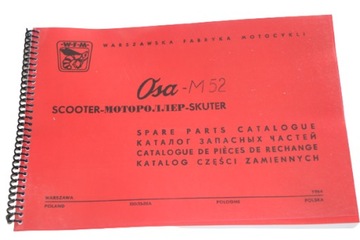 WFM
WARSZAWSKA FABRYKA MOTOCYKLI
Osa-M52
SCOOTER-МОТОРОЛЛЕР-SKUTER
SPARE PARTS CATALOGUE
КАТАЛОГ ЗАПАСНЫХ ЧАСТЕЙ
CATALOGUE DE PIÈCES DE RECHANGE
KATALOG CZĘŚCI ZAMIENNYCH
WARSZAWA
POLAND POLOGNE POLSKA